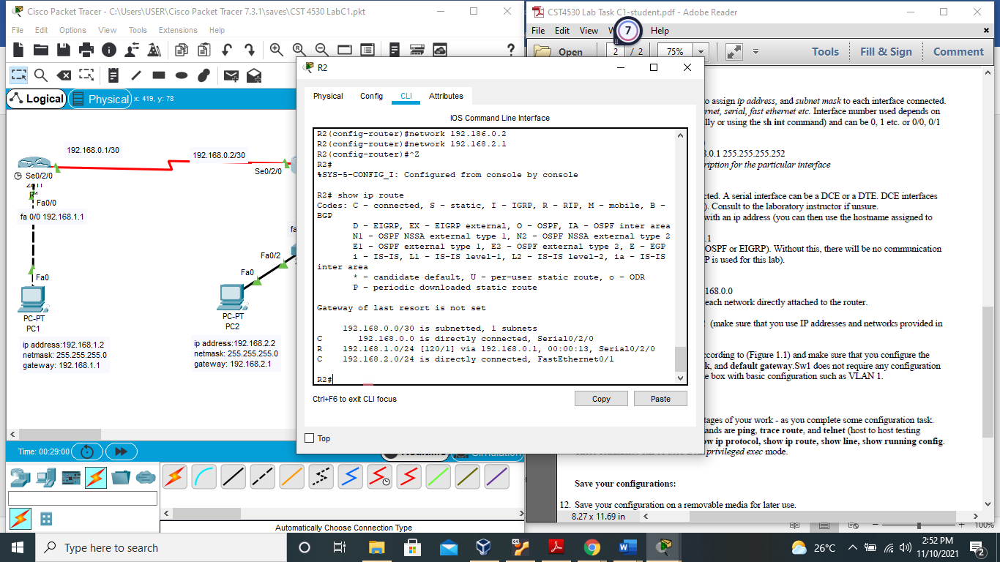 Cisco Packet Tracer - C:\Users\USER\Cisco Packet Tracer 7.3.1\saves\CST 4530 LabC1.pkt
File Edit Options View Tools Extensions Help
Logical
Physical
x: 419, y: 78
192.168.0.1/30
192.168.0.2/30
Se0/2/0
Se0/2/0
Fa0/0
fa 0/0 192.168.1.1
fa
Fa0/2
Fa0
Fa0
PC-PT
PC1
PC-PT
PC2
ip address:192.168.1.2
netmask: 255.255.255.0
gateway: 192.168.1.1
ip address:192.168.2.2
netmask: 255.255.255.0
gateway: 192.168.2.1
Time: 00:29:00
Realtime
Simulation
Automatically Choose Connection Type
R2
Physical Config CLI Attributes
IOS Command Line Interface
R2(config-router)#network 192.186.0.2
R2(config-router)#network 192.168.2.1
R2(config-router)#^Z
R2#
%SYS-5-CONFIG_I: Configured from console by console
R2# show ip route
Codes: C - connected, S - static, I - IGRP, R - RIP, M - mobile, B -
BGP
D - EIGRP, EX - EIGRP external, O - OSPF, IA - OSPF inter area
N1 - OSPF NSSA external type 1, N2 - OSPF NSSA external type 2
E1 - OSPF external type 1, E2 - OSPF external type 2, E - EGP
i - IS-IS, L1 - IS-IS level-1, L2 - IS-IS level-2, ia - IS-IS
inter area
* - candidate default, U - per-user static route, o - ODR
P - periodic downloaded static route
Gateway of last resort is not set
192.168.0.0/30 is subnetted, 1 subnets
C 192.168.0.0 is directly connected, Serial0/2/0
R 192.168.1.0/24 [120/1] via 192.168.0.1, 00:00:13, Serial0/2/0
C 192.168.2.0/24 is directly connected, FastEthernet0/1
R2#
Ctrl+F6 to exit CLI focus
Copy
Paste
Top
CST4530 Lab Task C1-student.pdf - Adobe Reader
File Edit View W Help
7
Open
2 / 2
75%
Tools
Fill & Sign
Comment
o assign ip address, and subnet mask to each interface connected.
rnet, serial, fast ethernet etc. Interface number used depends on
lly or using the sh int command) and can be 0, 1 etc. or 0/0, 0/1
)
.0.1 255.255.255.252
ription for the particular interface
cted. A serial interface can be a DCE or a DTE. DCE interfaces
). Consult to the laboratory instructor if unsure.
with an ip address (you can then use the hostname assigned to
.1
OSPF or EIGRP). Without this, there will be no communication
P is used for this lab).
168.0.0
each network directly attached to the router.
(make sure that you use IP addresses and networks provided in
ccording to (Figure 1.1) and make sure that you configure the
k, and default gateway.Sw1 does not require any configuration
e box with basic configuration such as VLAN 1.
tages of your work - as you complete some configuration task.
ands are ping, trace route, and telnet (host to host testing
ow ip protocol, show ip route, show line, show running config.
privileged exec mode.
Save your configurations:
12. Save your configuration on a removable media for later use.
8.27 x 11.69 in
100%
Type here to search
26°C
2:52 PM
11/10/2021
2